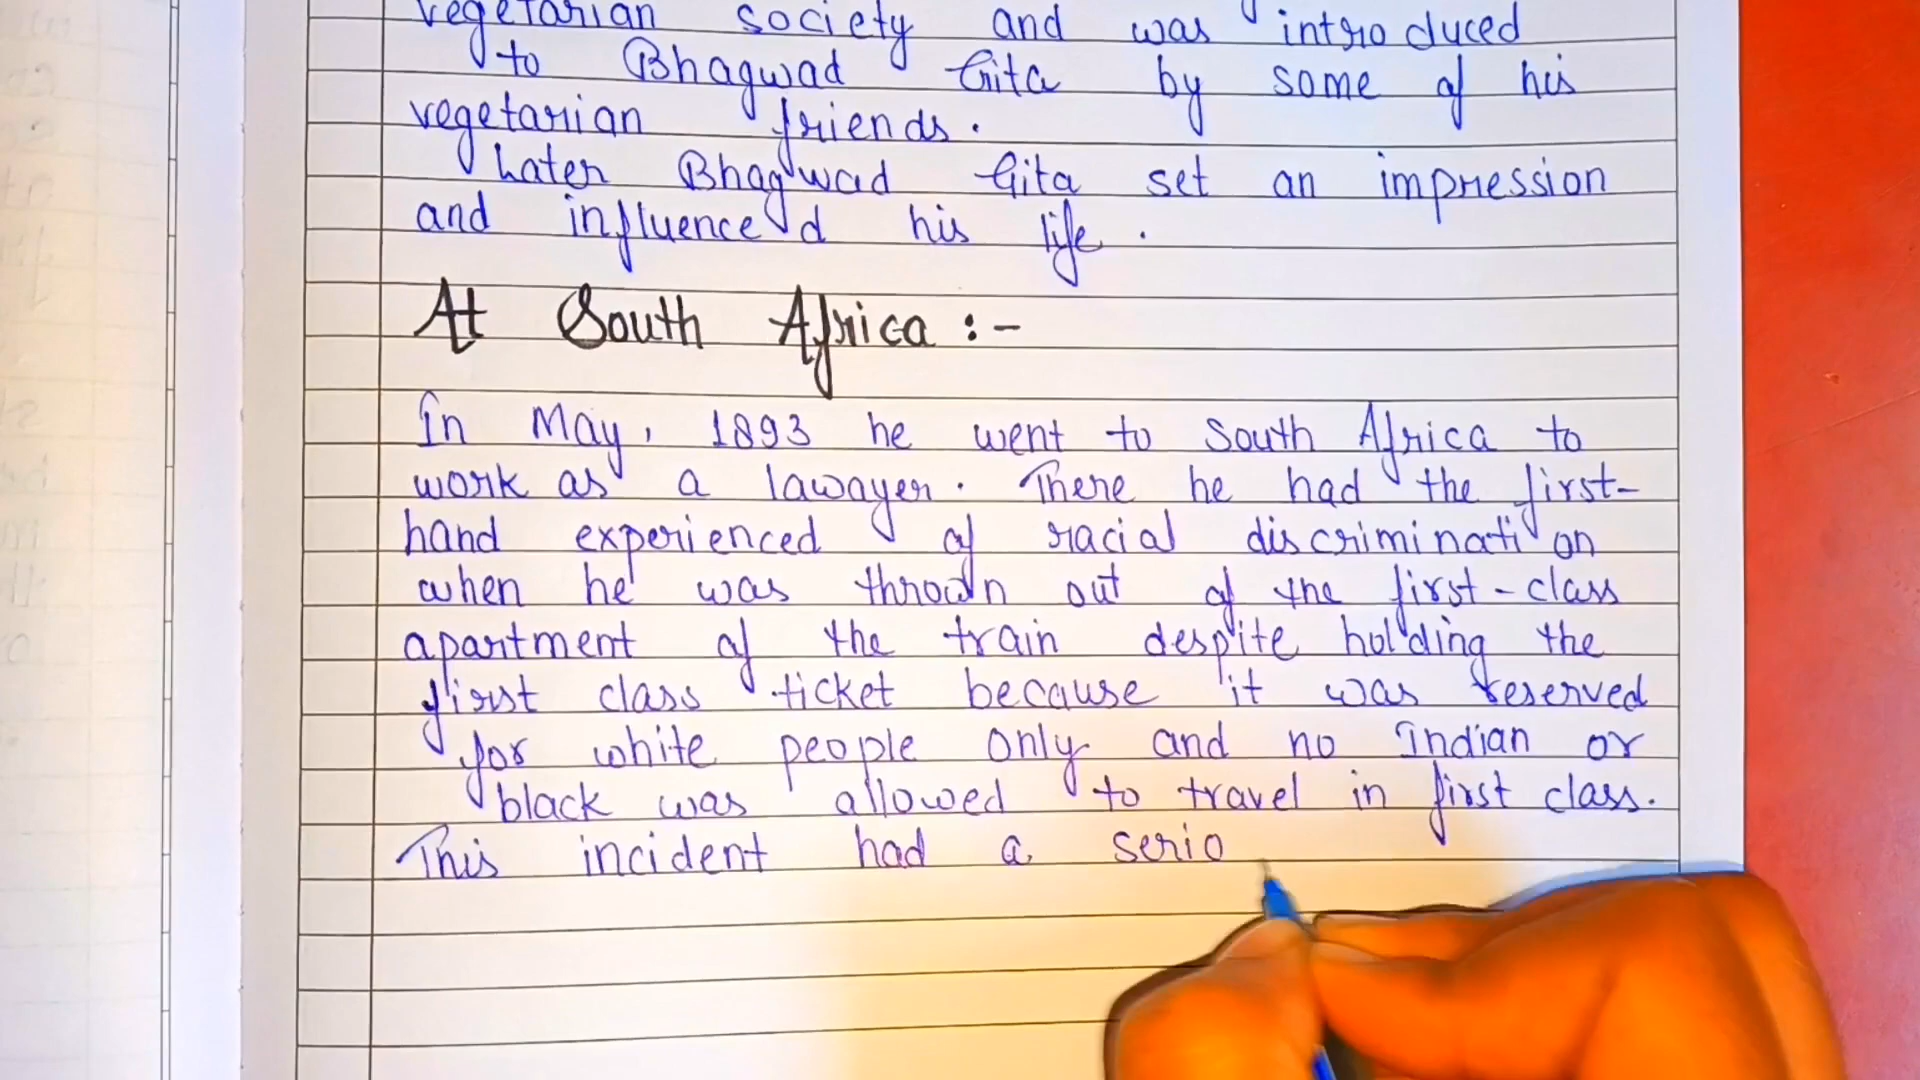 vegetarian society and was introduced
to Bhagwad Gita by some of his
vegetarian friends.
Later Bhagwad Gita set an impression
and influenced his life.
At South Africa :-
In May, 1893 he went to South Africa to
work as a lawayer. There he had the first-
hand experienced of racial discrimination
when he was thrown out of the first-class
apartment of the train despite holding the
first class ticket because it was reserved
for white people only and no Indian or
black was allowed to travel in first class.
This incident had a serio